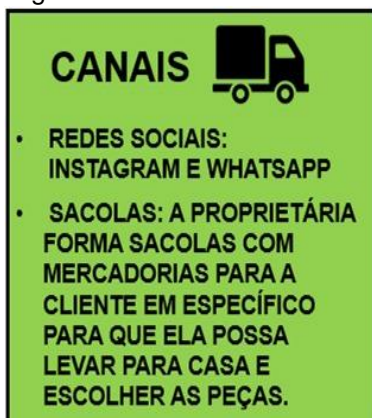 CANAIS
• REDES SOCIAIS:
INSTAGRAM E WHATSAPP
• SACOLAS: A PROPRIETÁRIA
FORMA SACOLAS COM
MERCADORIAS PARA A
CLIENTE EM ESPECÍFICO
PARA QUE ELA POSSA
LEVAR PARA CASA E
ESCOLHER AS PEÇAS.